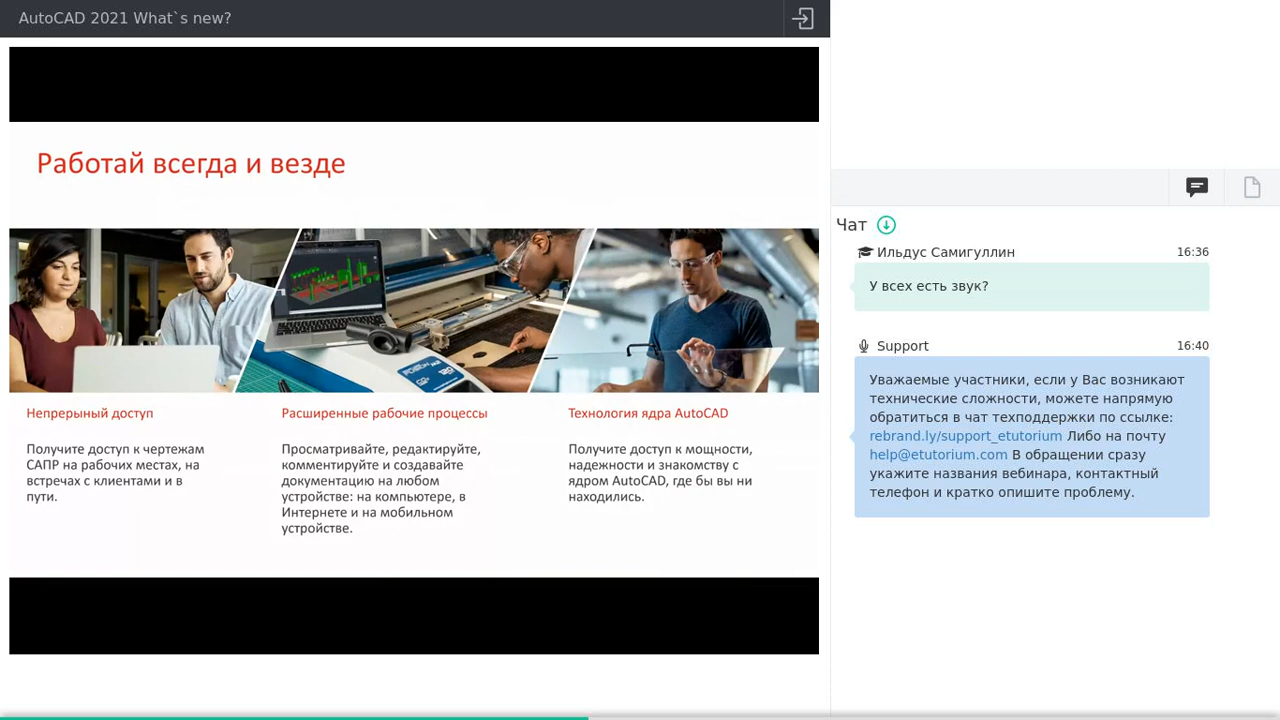 AutoCAD 2021 What`s new?
Работай всегда и везде
Непрерыный доступ
Получите доступ к чертежам
САПР на рабочих местах, на
встречах с клиентами и в
пути.
Расширенные рабочие процессы
Просматривайте, редактируйте,
комментируйте и создавайте
документацию на любом
устройстве: на компьютере, в
Интернете и на мобильном
устройстве.
Технология ядра AutoCAD
Получите доступ к мощности,
надежности и знакомству с
ядром AutoCAD, где бы вы ни
находились.
Чат
Ильдус Самигуллин 16:36
У всех есть звук?
Support 16:40
Уважаемые участники, если у Вас возникают
технические сложности, можете напрямую
обратиться в чат техподдержки по ссылке:
rebrand.ly/support_etutorium Либо на почту
help@etutorium.com В обращении сразу
укажите названия вебинара, контактный
телефон и кратко опишите проблему.